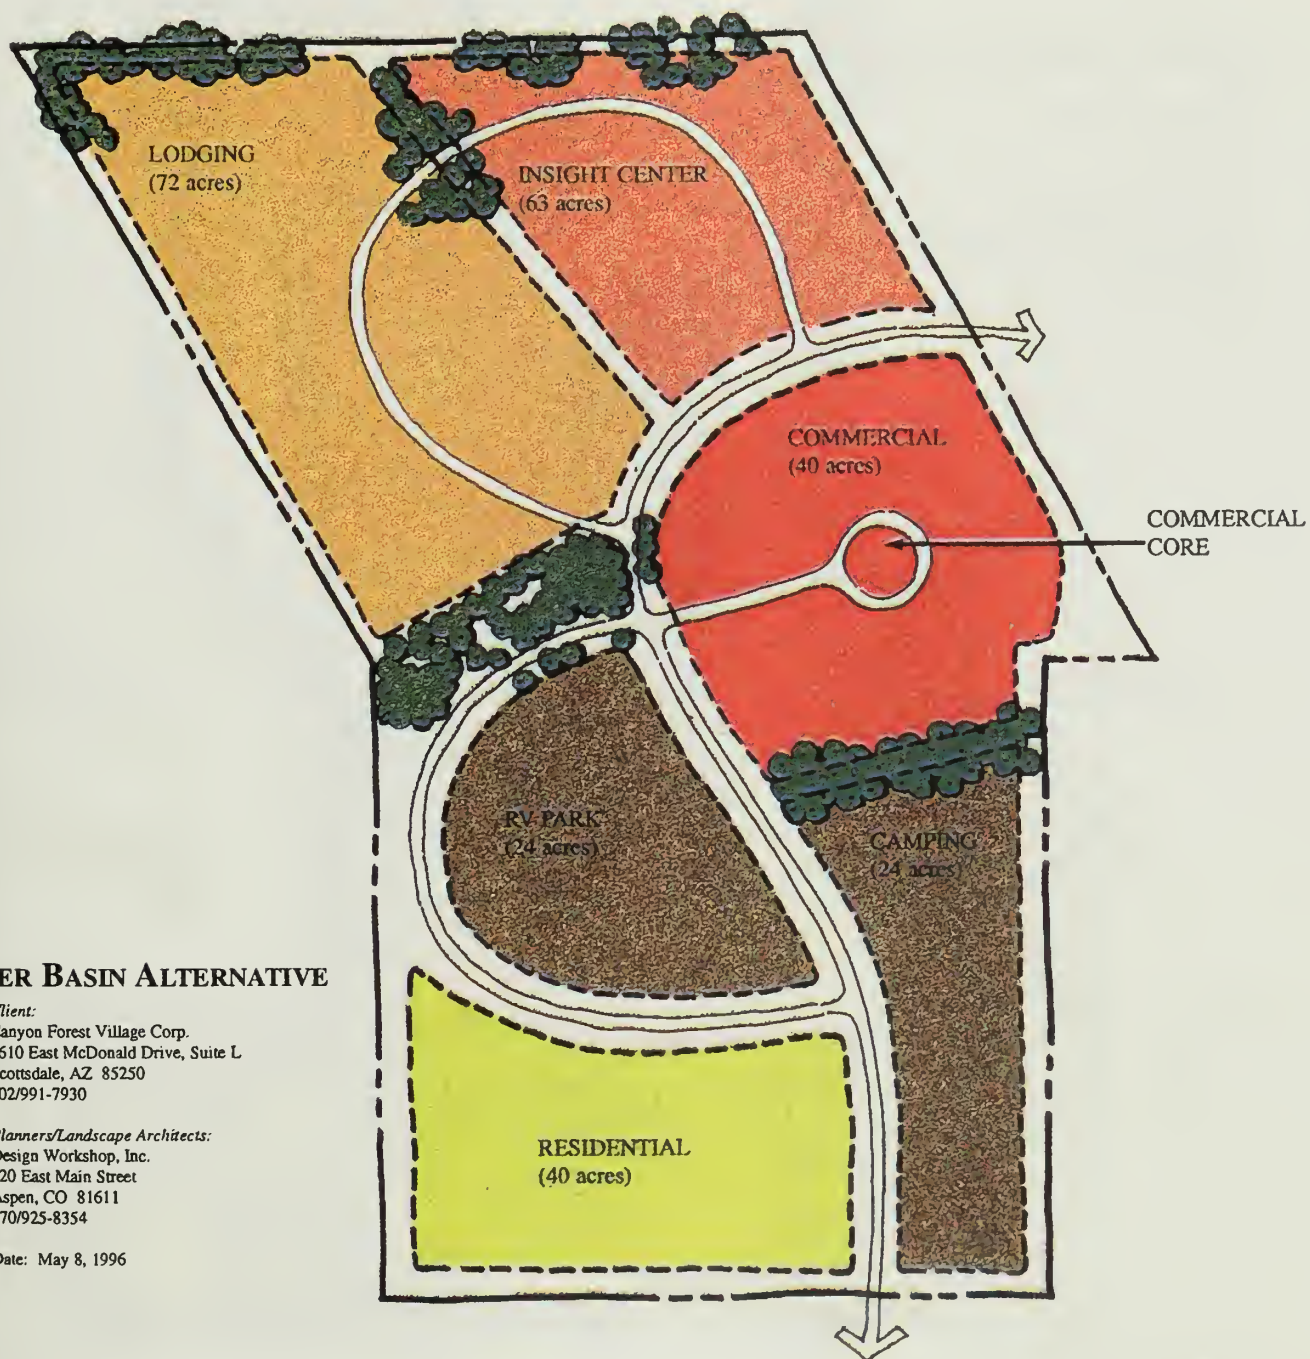 LODGING
(72 acres)
INSIGHT CENTER
(63 acres)
COMMERCIAL
(40 acres)
COMMERCIAL
CORE
RV PARK
(24 acres)
CAMPING
(24 acres)
RESIDENTIAL
(40 acres)
ER BASIN ALTERNATIVE
lient:
anyon Forest Village Corp.
610 East McDonald Drive, Suite L
cottsdale, AZ 85250
02/991-7930
lanners/Landscape Architects:
Design Workshop, Inc.
20 East Main Street
Aspen, CO 81611
70/925-8354
Date: May 8, 1996